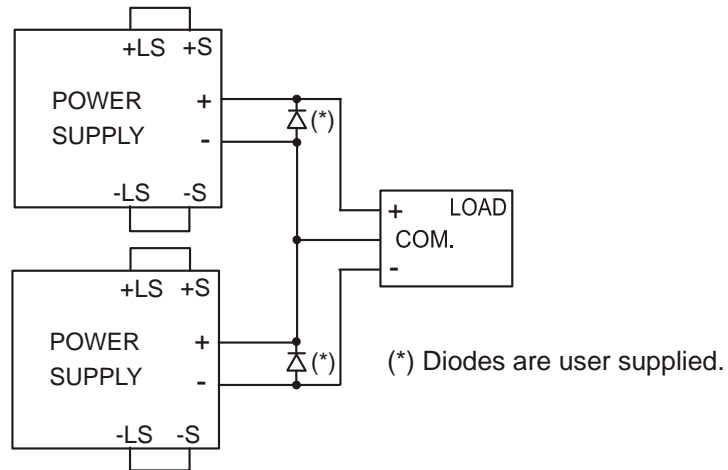 +LS +S
POWER
SUPPLY
+
-
(*)
-LS -S
+ LOAD
COM.
-
+LS +S
POWER
SUPPLY
+
-
(*)
-LS -S
(*) Diodes are user supplied.